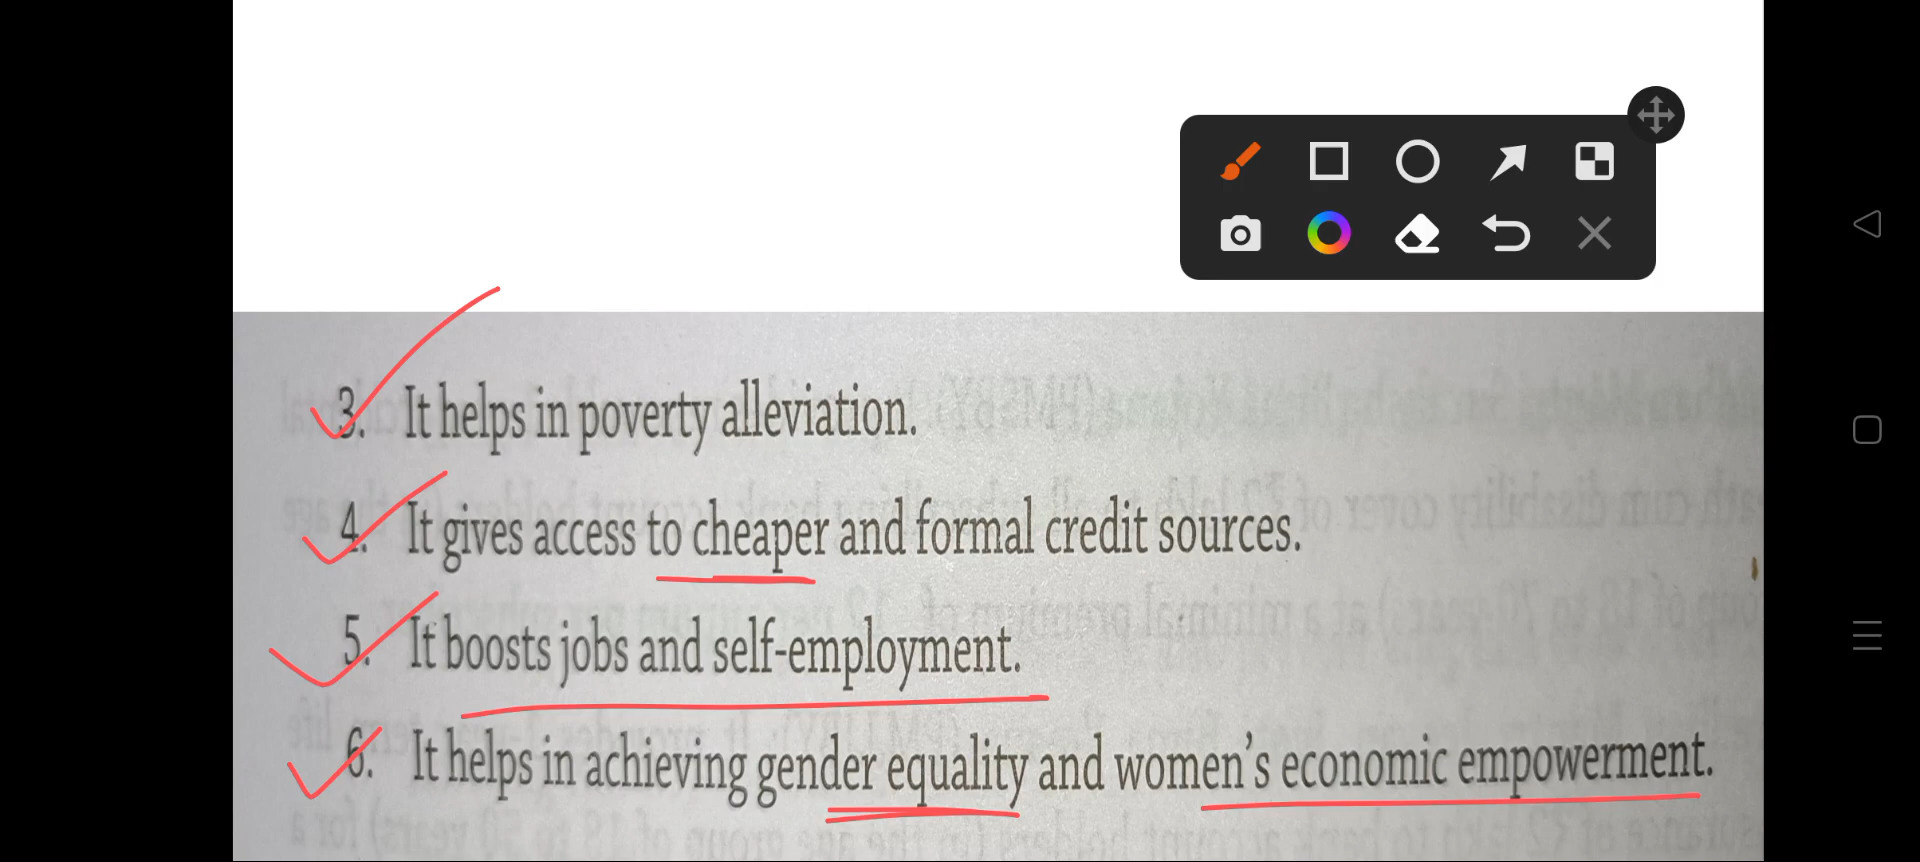 3. It helps in poverty alleviation.
4. It gives access to cheaper and formal credit sources.
5. It boosts jobs and self-employment.
6. It helps in achieving gender equality and women's economic empowerment.